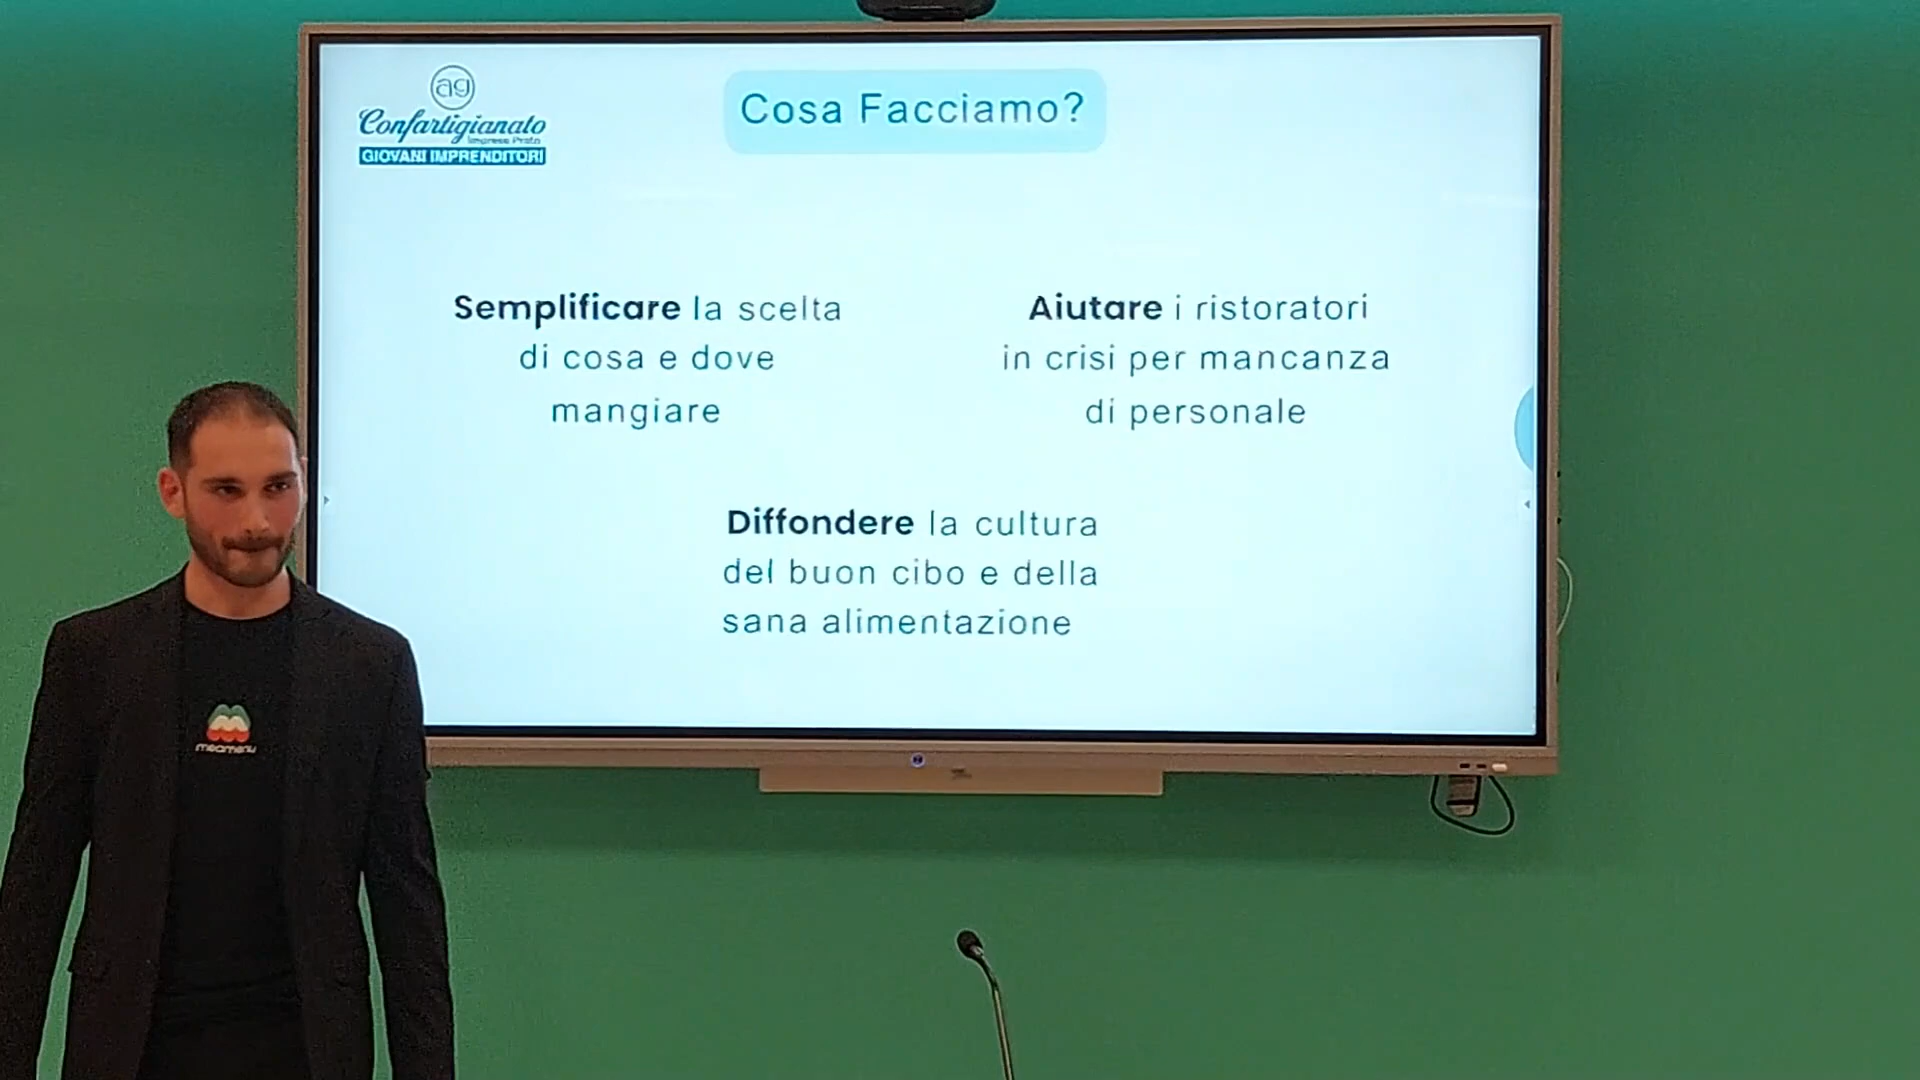 ag
Confartigianato
Imprese Prato
GIOVANI IMPRENDITORI
Cosa Facciamo?
Semplificare la scelta
di cosa e dove
mangiare
Aiutare i ristoratori
in crisi per mancanza
di personale
Diffondere la cultura
del buon cibo e della
sana alimentazione
meamenu